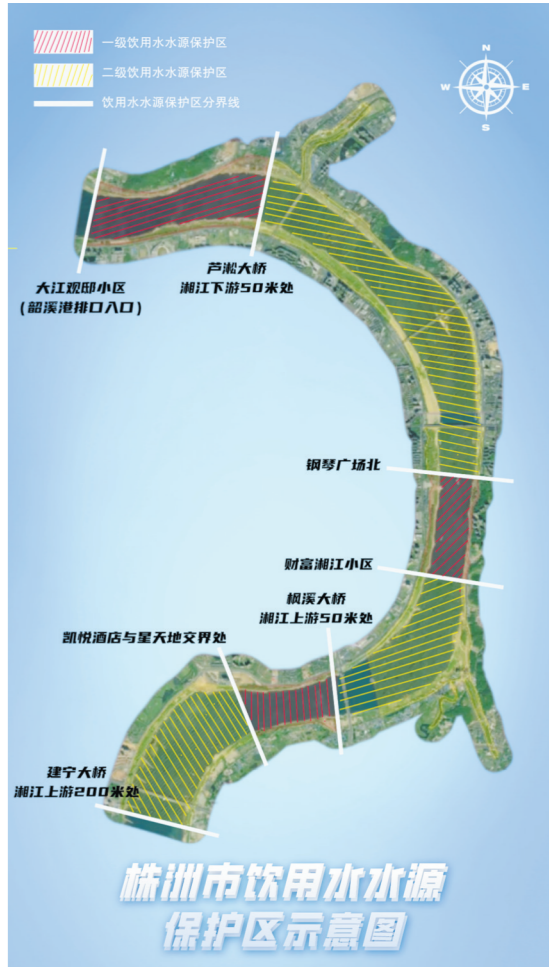 一级饮用水水源保护区
二级饮用水水源保护区
饮用水水源保护区分界线
N
W
E
S
芦淞大桥
湘江下游50米处
大江观邸小区
(韶溪港排口入口)
钢琴广场北
财富湘江小区
枫溪大桥
湘江上游50米处
凯悦酒店与星天地交界处
建宁大桥
湘江上游200米处
株洲市饮用水水源
保护区示意图